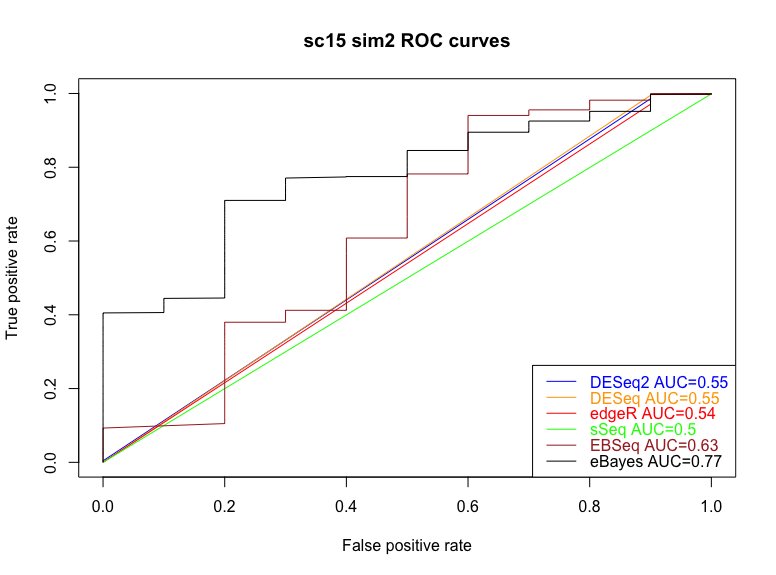 sc15 sim2 ROC curves
True positive rate
1.0
0.8
0.6
0.4
0.2
0.0
DESeq2 AUC=0.55
DESeq AUC=0.55
edgeR AUC=0.54
sSeq AUC=0.5
EBSeq AUC=0.63
eBayes AUC=0.77
0.0 0.2 0.4 0.6 0.8 1.0
False positive rate